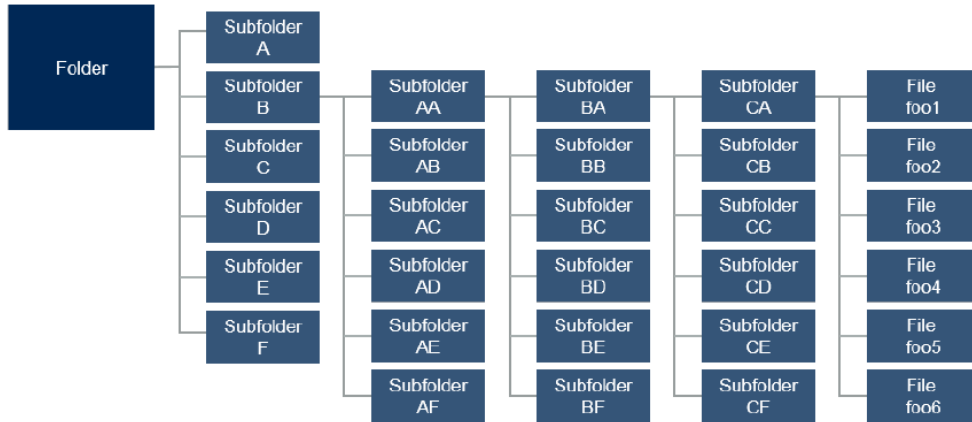 Folder
Subfolder
A
Subfolder
B
Subfolder
C
Subfolder
D
Subfolder
E
Subfolder
F
Subfolder
AA
Subfolder
AB
Subfolder
AC
Subfolder
AD
Subfolder
AE
Subfolder
AF
Subfolder
BA
Subfolder
BB
Subfolder
BC
Subfolder
BD
Subfolder
BE
Subfolder
BF
Subfolder
CA
Subfolder
CB
Subfolder
CC
Subfolder
CD
Subfolder
CE
Subfolder
CF
File
foo1
File
foo2
File
foo3
File
foo4
File
foo5
File
foo6